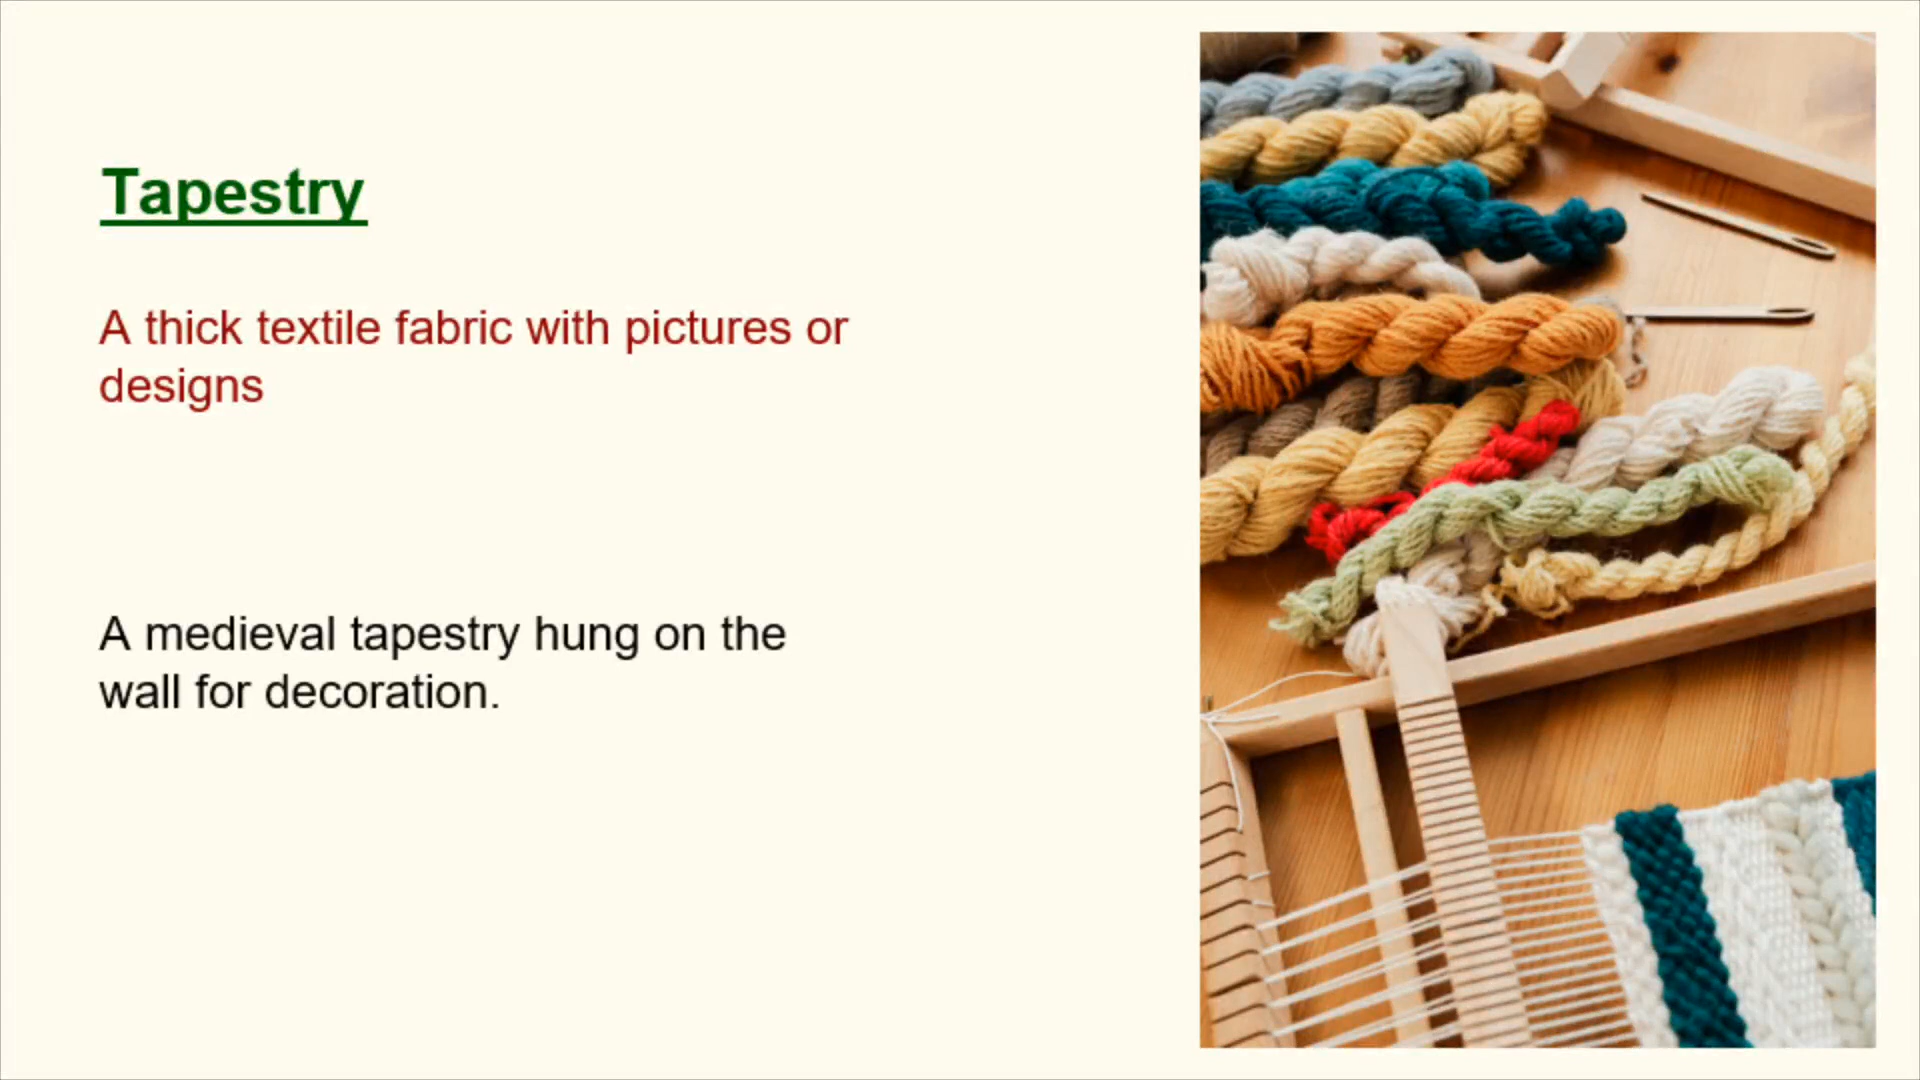 Tapestry
A thick textile fabric with pictures or
designs
A medieval tapestry hung on the
wall for decoration.